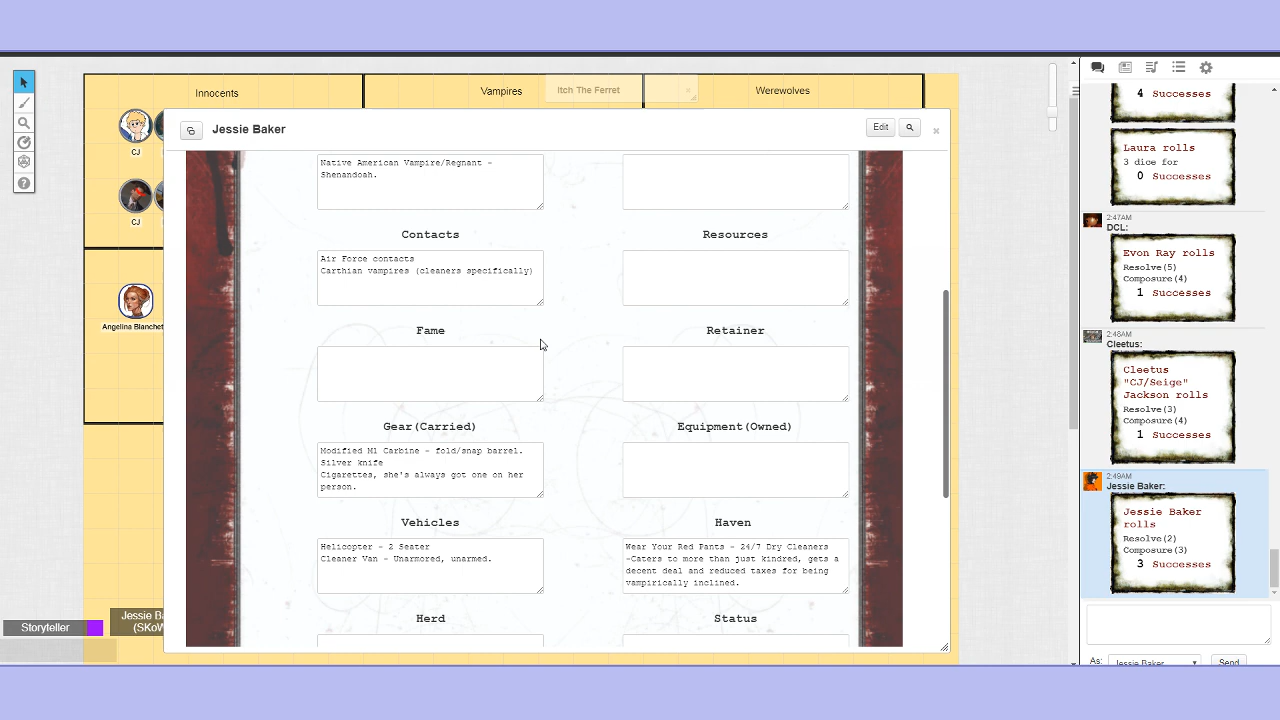 Innocents
Vampires
Itch The Ferret
Werewolves
CJ
CJ
Angelina Blanchet
Jessie Baker
Edit
Native American Vampire/Regnant -
Shenandoah.
Contacts
Resources
Air Force contacts
Carthian vampires (cleaners specifically)
Fame
Retainer
Gear(Carried)
Equipment(Owned)
Modified M1 Carbine - fold/snap barrel.
Silver knife
Cigarettes, she's always got one on her
person.
Vehicles
Haven
Helicopter - 2 Seater
Cleaner Van - Unarmored, unarmed.
Wear Your Red Pants - 24/7 Dry Cleaners
-Caters to more than just kindred, gets a
decent deal and reduced taxes for being
vampirically inclined.
Herd
Status
Storyteller
Jessie Ba
(SKoW
4 Successes
Laura rolls
3 dice for
0 Successes
2:47AM
DCL:
Evon Ray rolls
Resolve(5)
Composure(4)
1 Successes
2:48AM
Cleetus:
Cleetus
"CJ/Seige"
Jackson rolls
Resolve(3)
Composure(4)
1 Successes
2:49AM
Jessie Baker:
Jessie Baker
rolls
Resolve(2)
Composure(3)
3 Successes
As:
Jessie Baker
Send